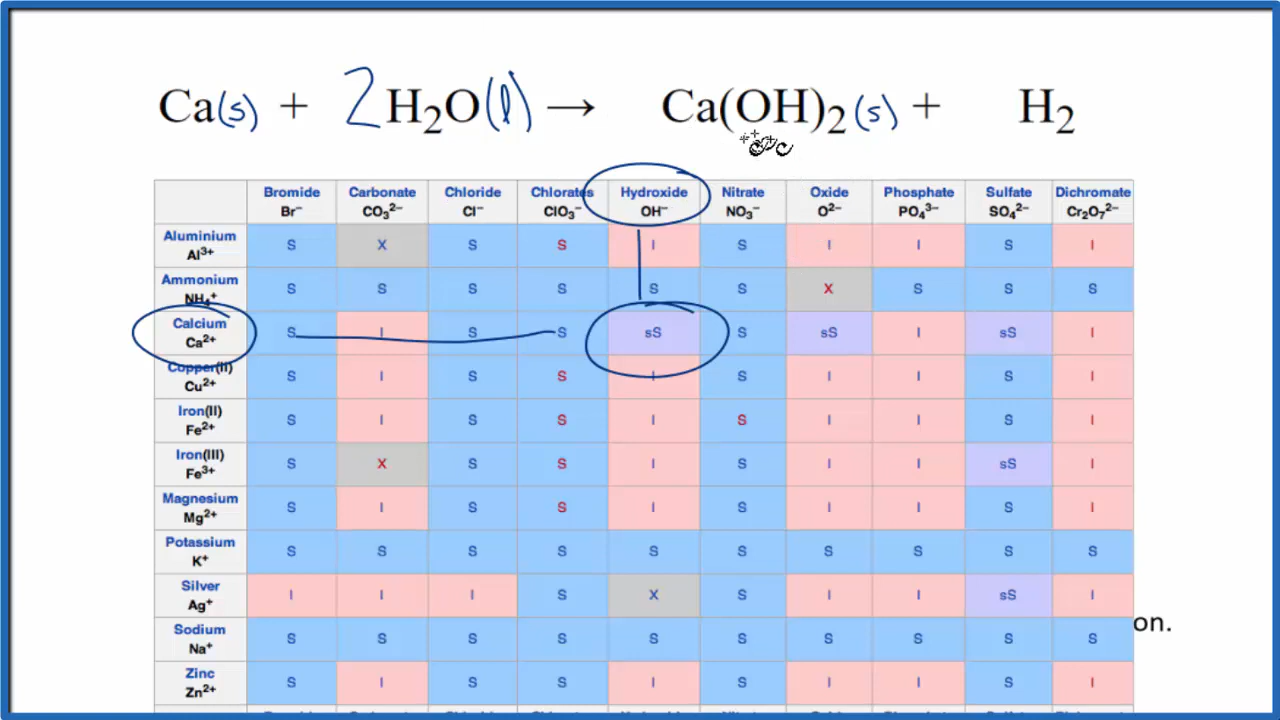 Ca(s) + 2H₂O(l) → Ca(OH)₂(s) + H₂
Bromide Carbonate Chloride Chlorates Hydroxide Nitrate Oxide Phosphate Sulfate Dichromate
Br⁻ CO₃²⁻ Cl⁻ ClO₃⁻ OH⁻ NO₃⁻ O²⁻ PO₄³⁻ SO₄²⁻ Cr₂O₇²⁻
Aluminium
Al³⁺ S X S S I S I I S I
Ammonium
NH₄⁺ S S S S S S X S S S
Calcium
Ca²⁺ S I S S sS S sS I sS I
Copper(II)
Cu²⁺ S I S S I S I I S I
Iron(II)
Fe²⁺ S I S S I S I I S I
Iron(III)
Fe³⁺ S X S S I S I I sS I
Magnesium
Mg²⁺ S I S S I S I I S I
Potassium
K⁺ S S S S S S S S S S
Silver
Ag⁺ I I I S X S I I sS I
on.
Sodium
Na⁺ S S S S S S S S S S
Zinc
Zn²⁺ S I S S I S I I S I